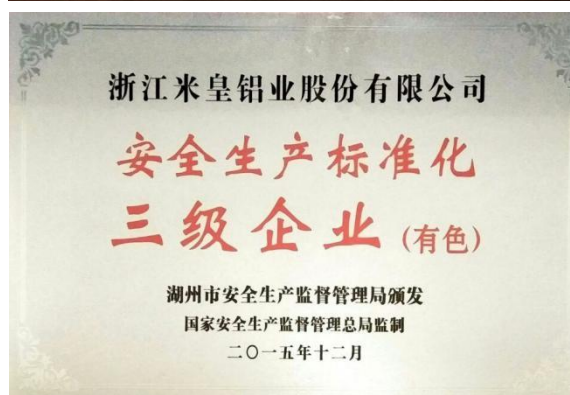 浙江米皇铝业股份有限公司
安全生产标准化
三级企业(有色)
湖州市安全生产监督管理局颁发
国家安全生产监督管理总局监制
二〇一五年十二月